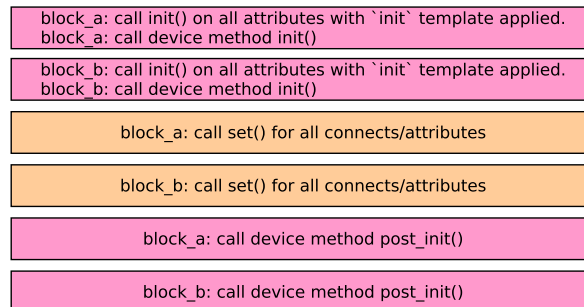 block_a: call init() on all attributes with `init` template applied.
block_a: call device method init()
block_b: call init() on all attributes with `init` template applied.
block_b: call device method init()
block_a: call set() for all connects/attributes
block_b: call set() for all connects/attributes
block_a: call device method post_init()
block_b: call device method post_init()